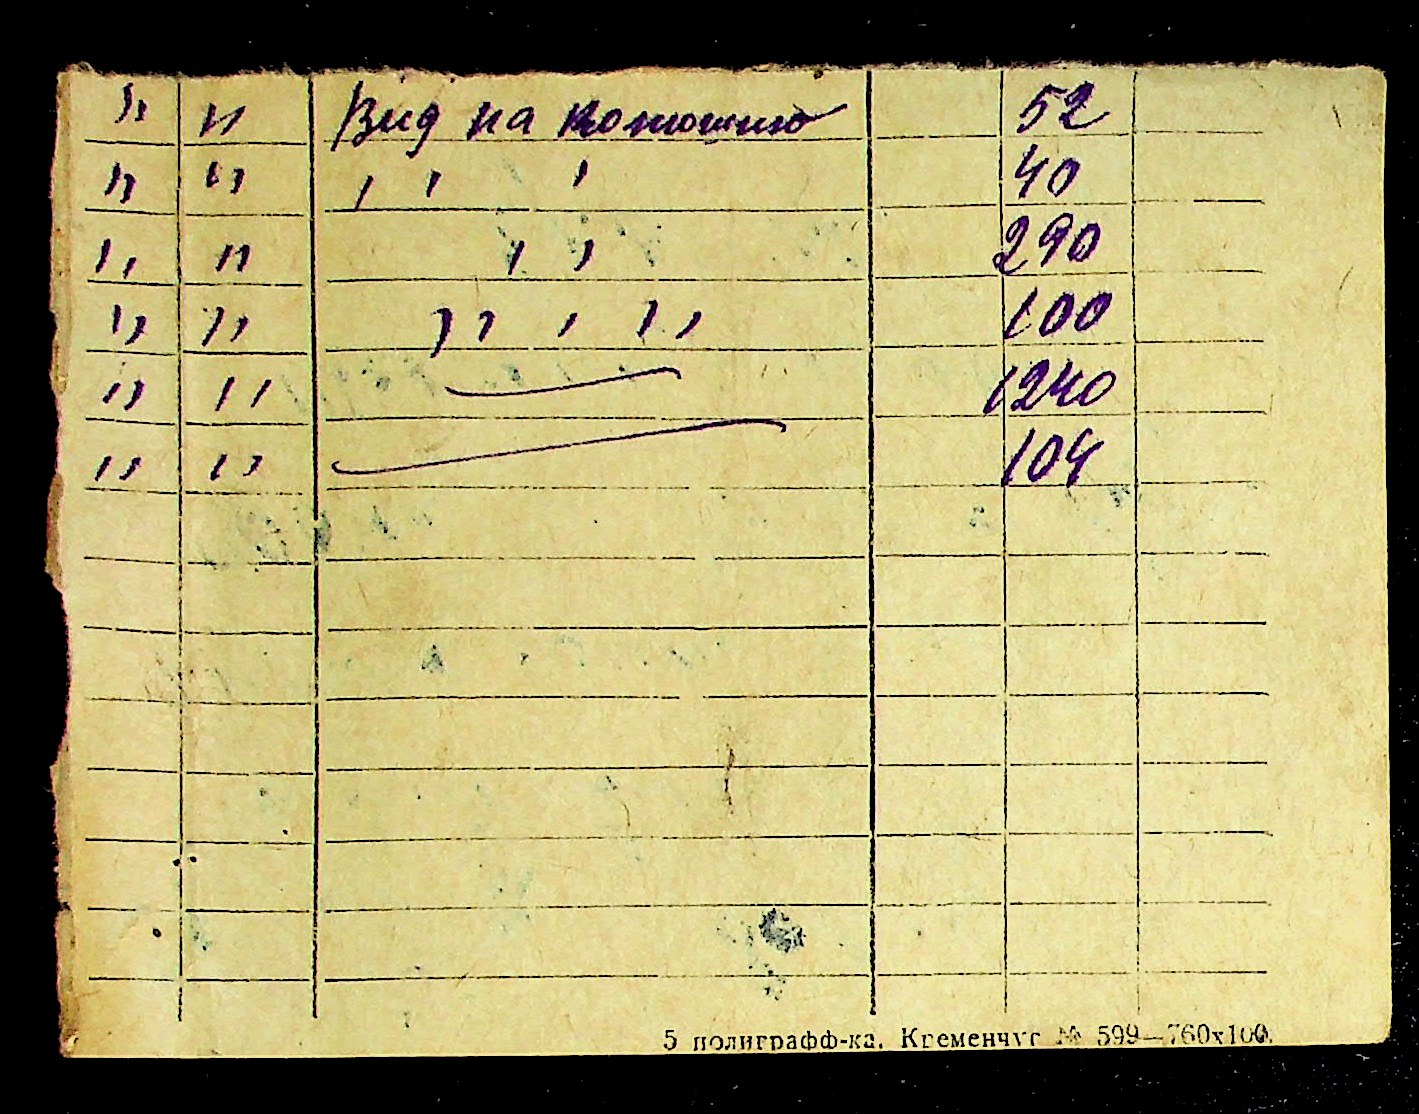 " " Вид на конюшню 52
" " , , , 40
" " , , 290
" " " , " 100
" " 1240
" " 104
5 полиграфф-ка. Кременчуг № 599—760х100.